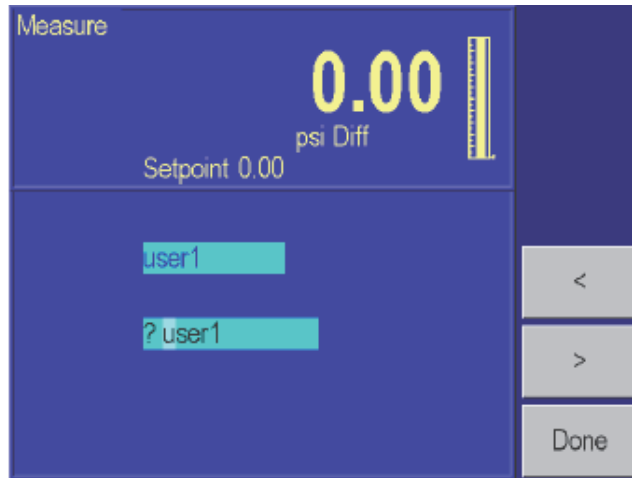 Measure
0.00
psi Diff
Setpoint 0.00
user1
? user1
<
>
Done